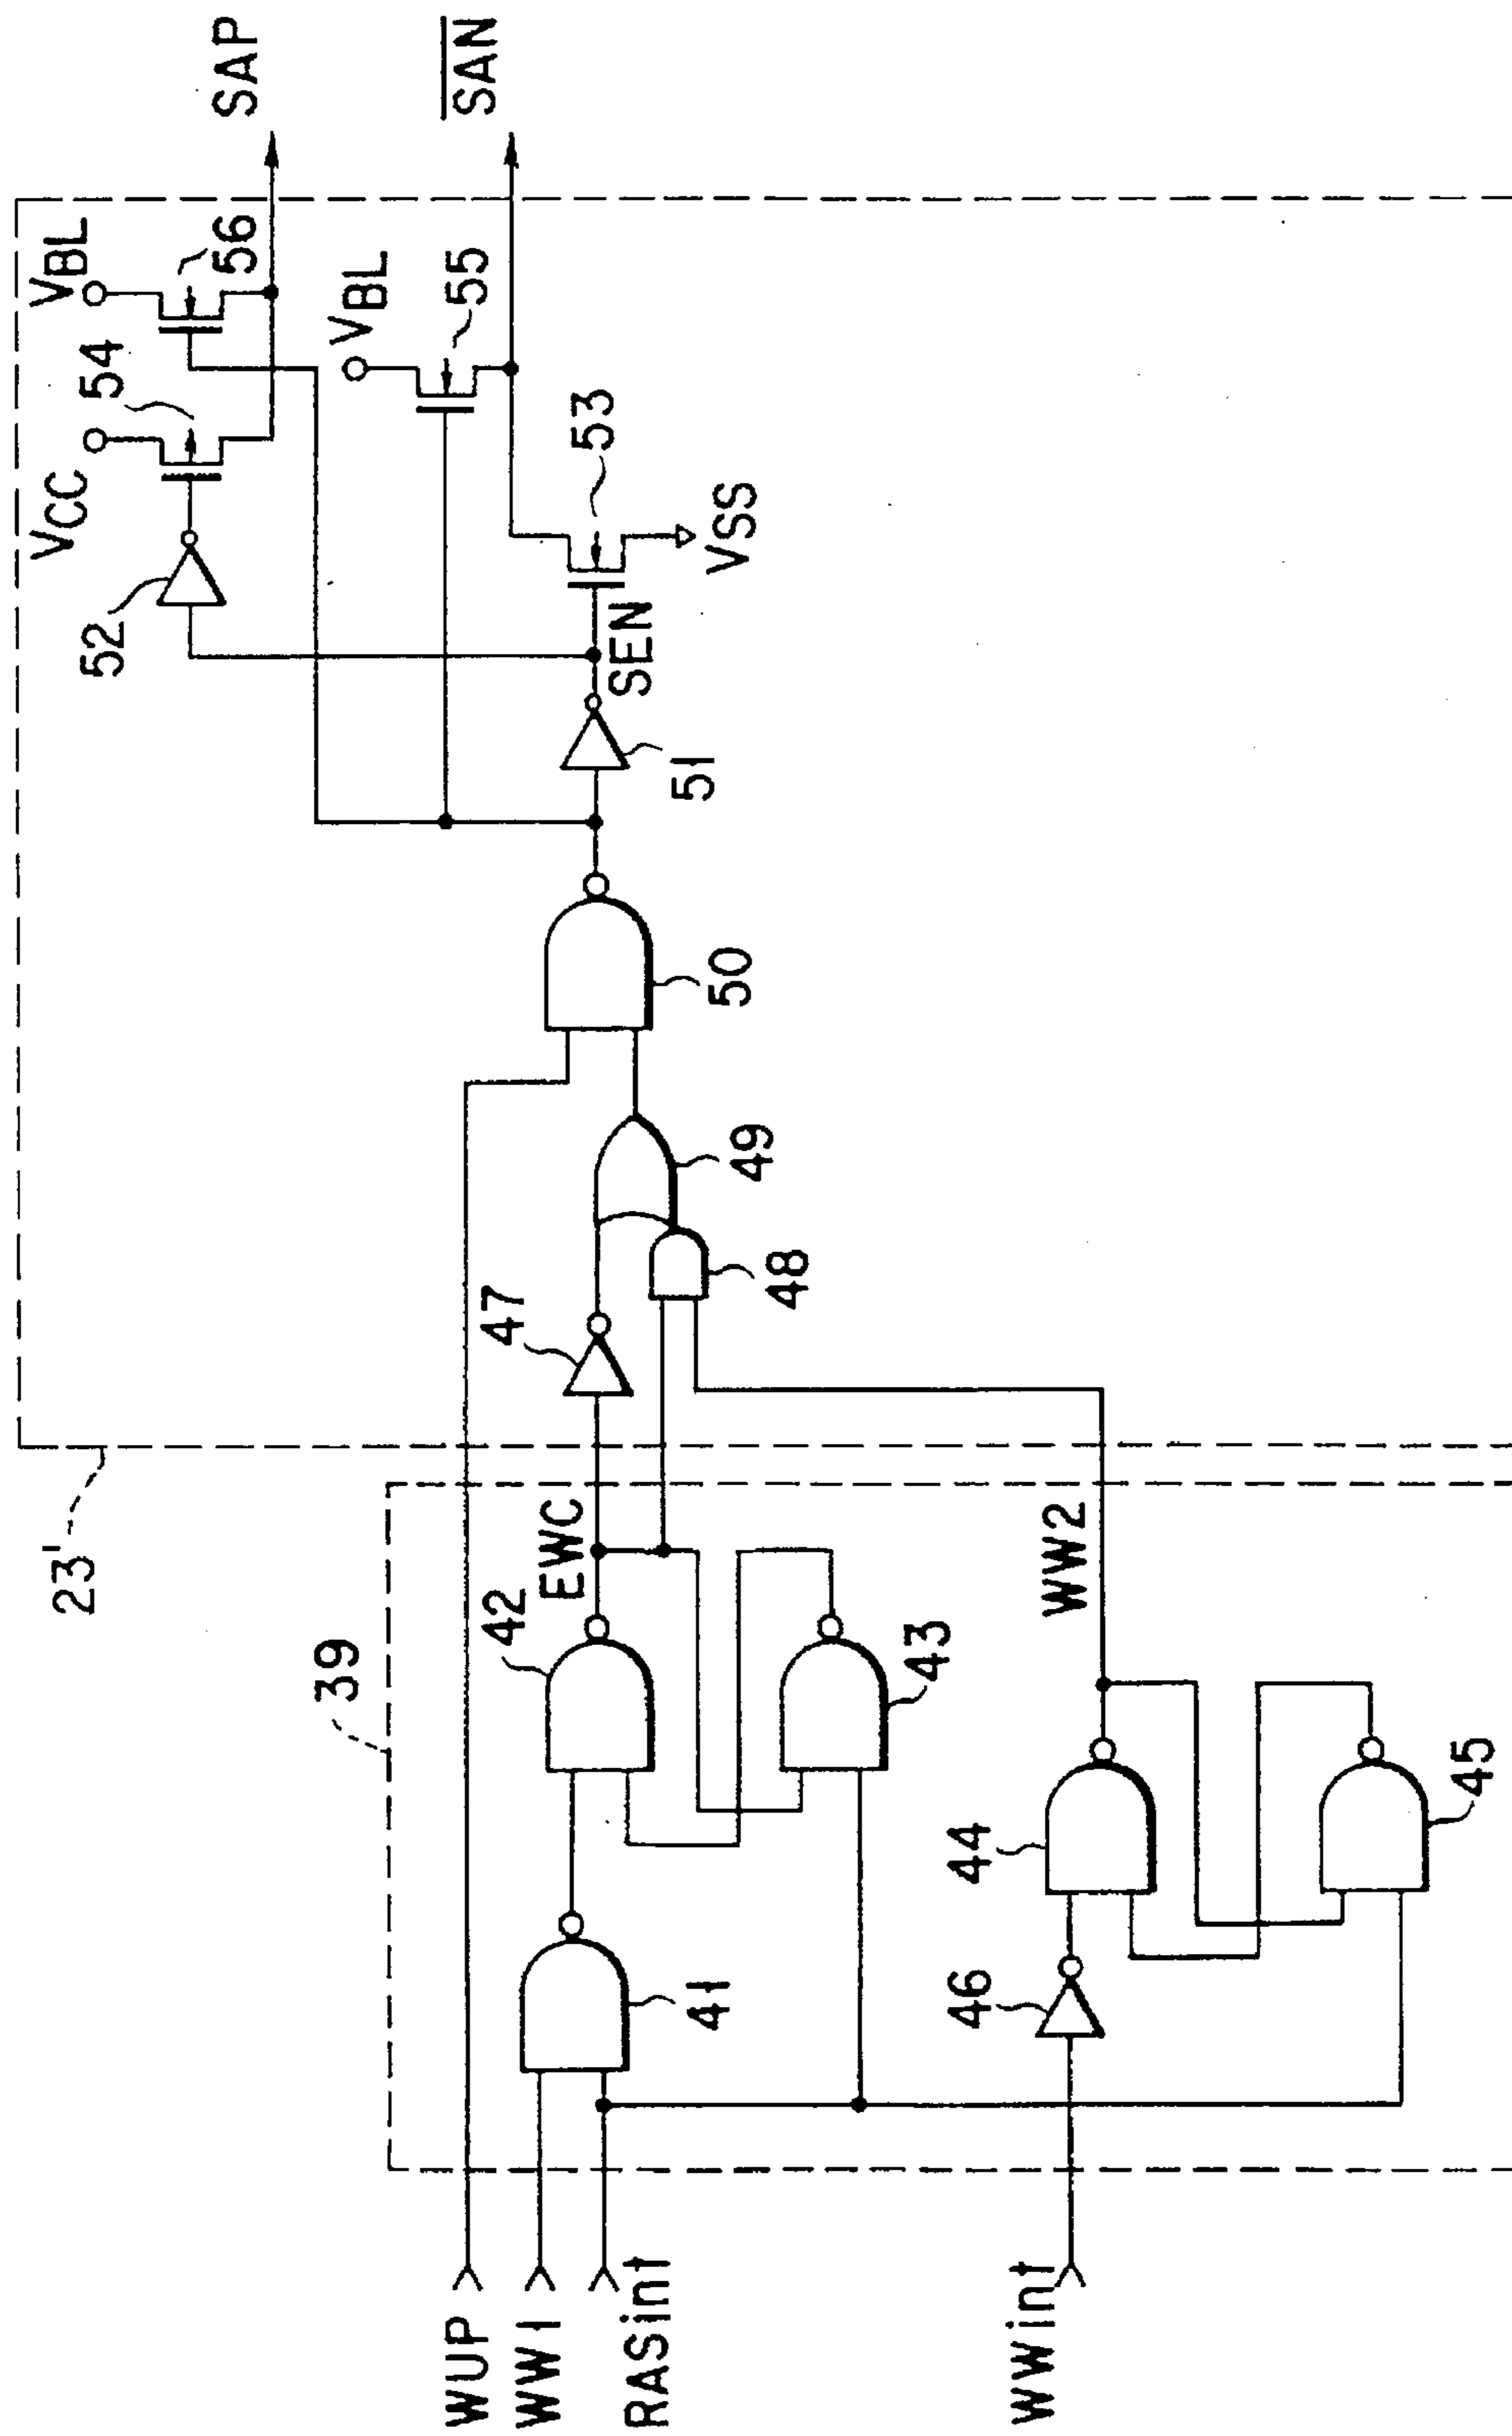 23'
39
WUP
WW1
RASint
WWint
41
42
43
44
45
46
EWC
WW2
47
48
49
50
51
52
SEN
53
54
55
56
VCC
VBL
VBL
VSS
SAP
SAN